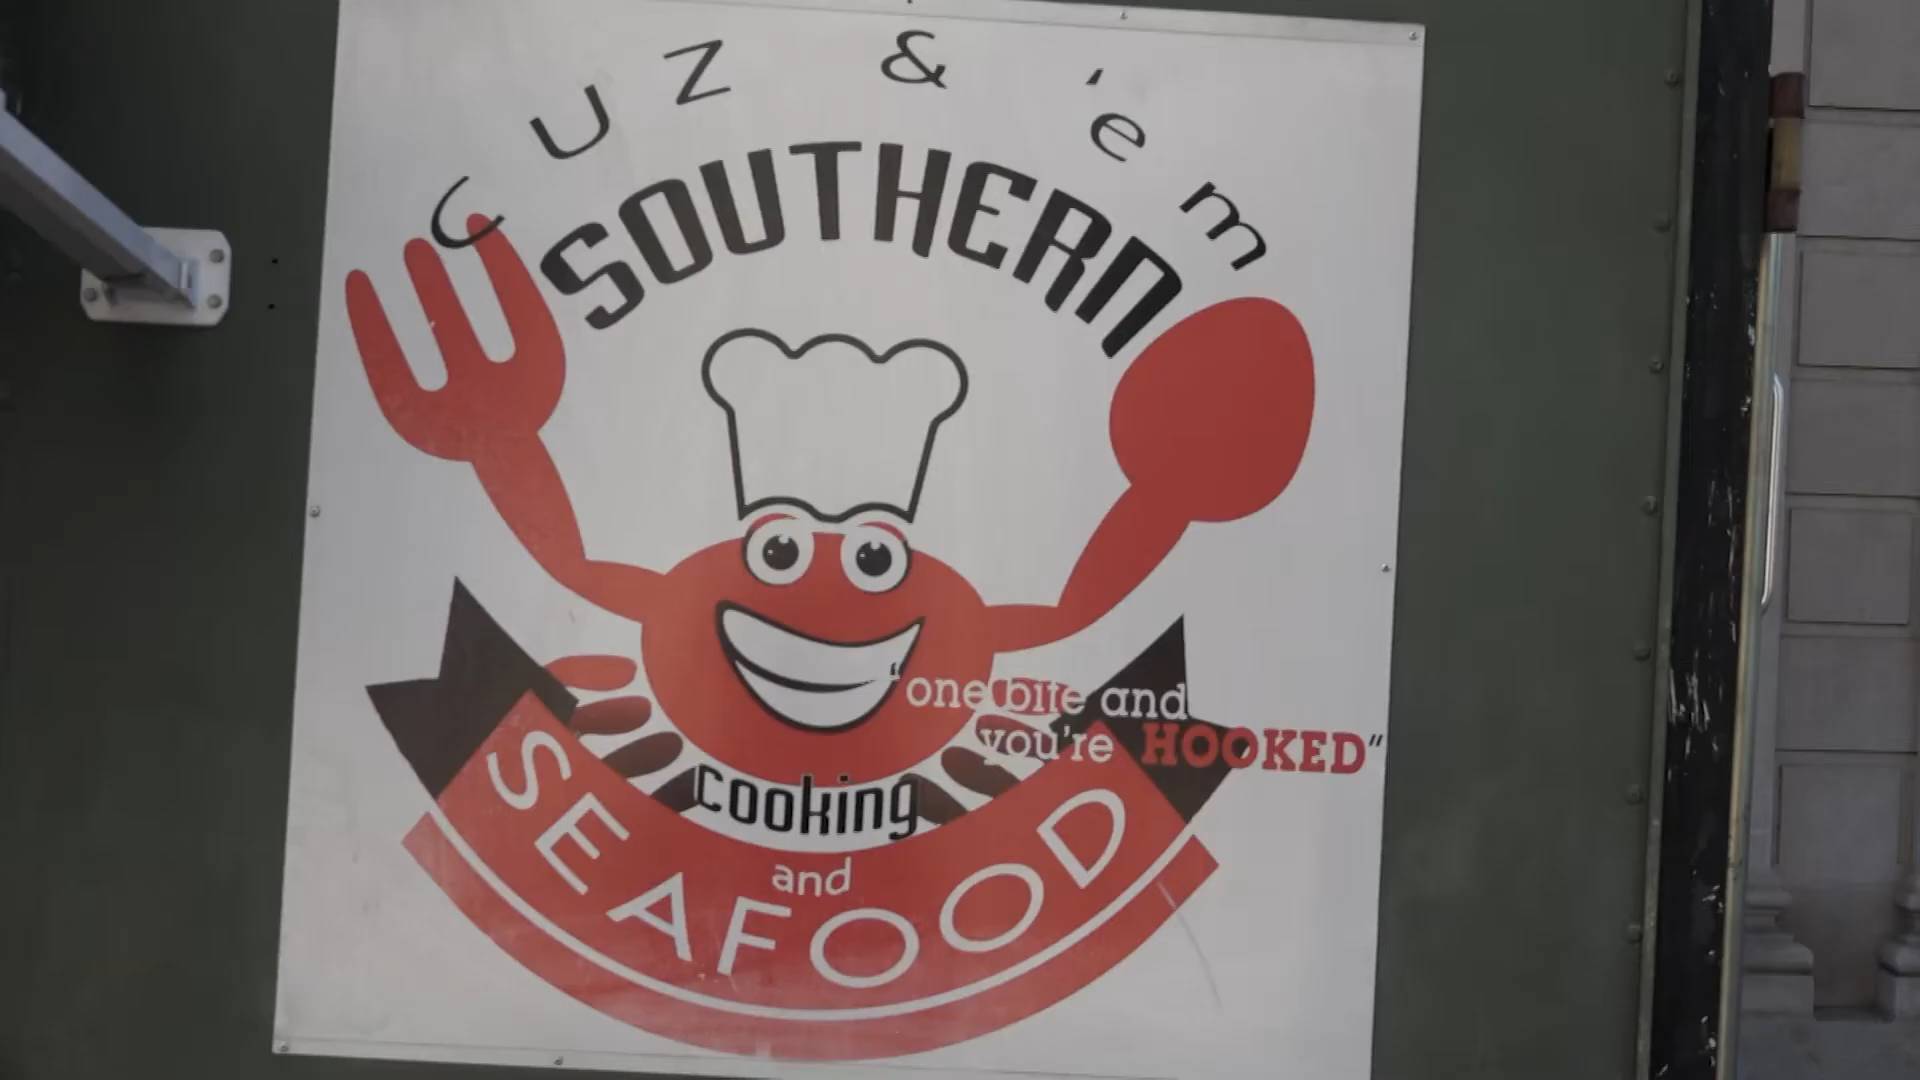 cuz & 'em
SOUTHERN
"one bite and
you're HOOKED"
cooking
and
SEAFOOD